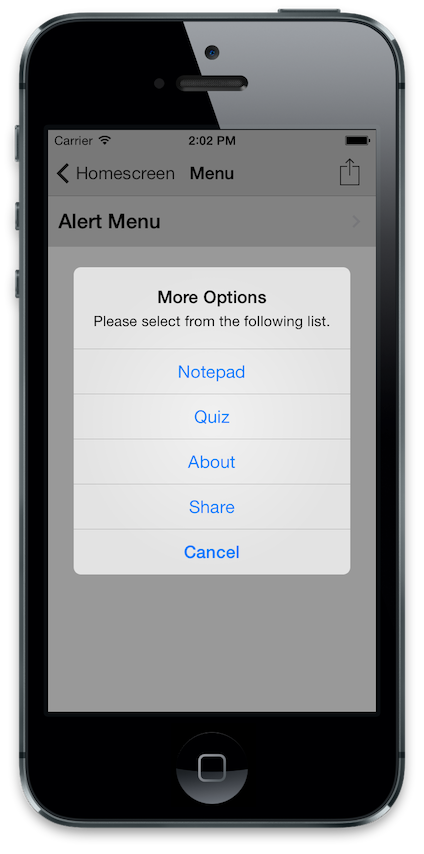 Carrier 2:02 PM
Homescreen Menu
Alert Menu
More Options
Please select from the following list.
Notepad
Quiz
About
Share
Cancel